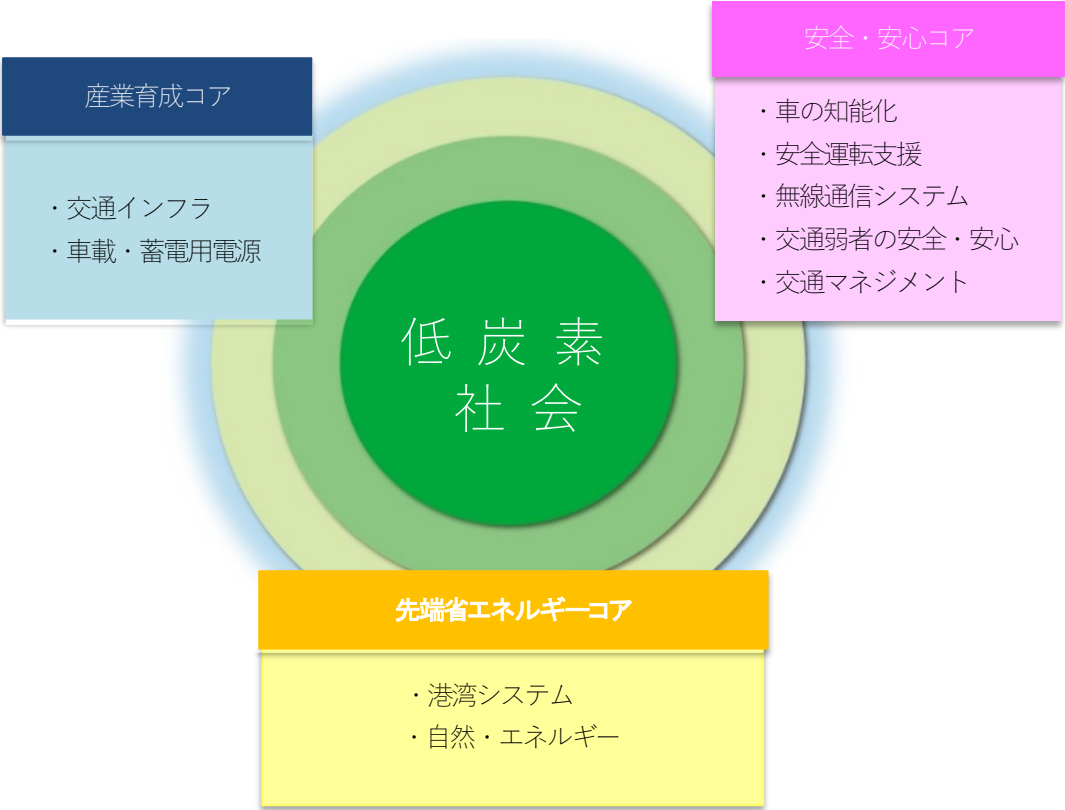 産業育成コア
・交通インフラ
・車載・蓄電用電源
安全・安心コア
・車の知能化
・安全運転支援
・無線通信システム
・交通弱者の安全・安心
・交通マネジメント
低炭素
社会
先端省エネルギーコア
・港湾システム
・自然・エネルギー